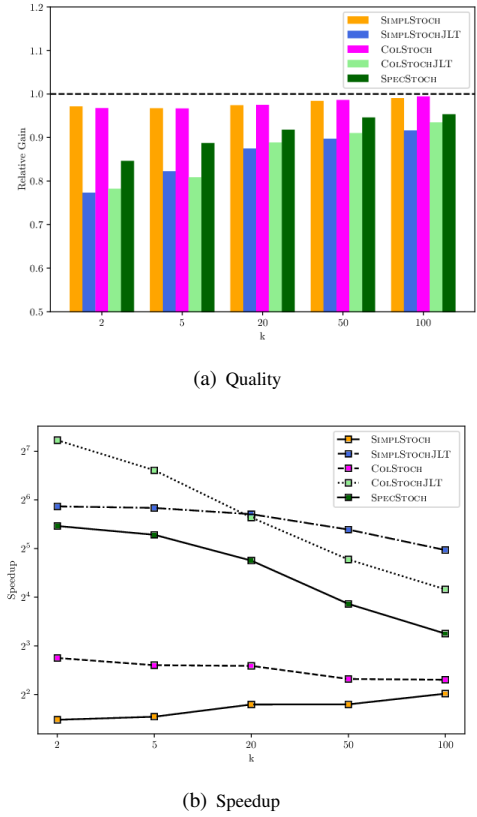 1.2
1.1
1.0
0.9
0.8
0.7
0.6
0.5
Relative Gain
SimplStoch
SimplStochJLT
ColStoch
ColStochJLT
SpecStoch
2 5 20 50 100
k
(a) Quality
2^7
2^6
2^5
2^4
2^3
2^2
Speedup
SimplStoch
SimplStochJLT
ColStoch
ColStochJLT
SpecStoch
2 5 20 50 100
k
(b) Speedup